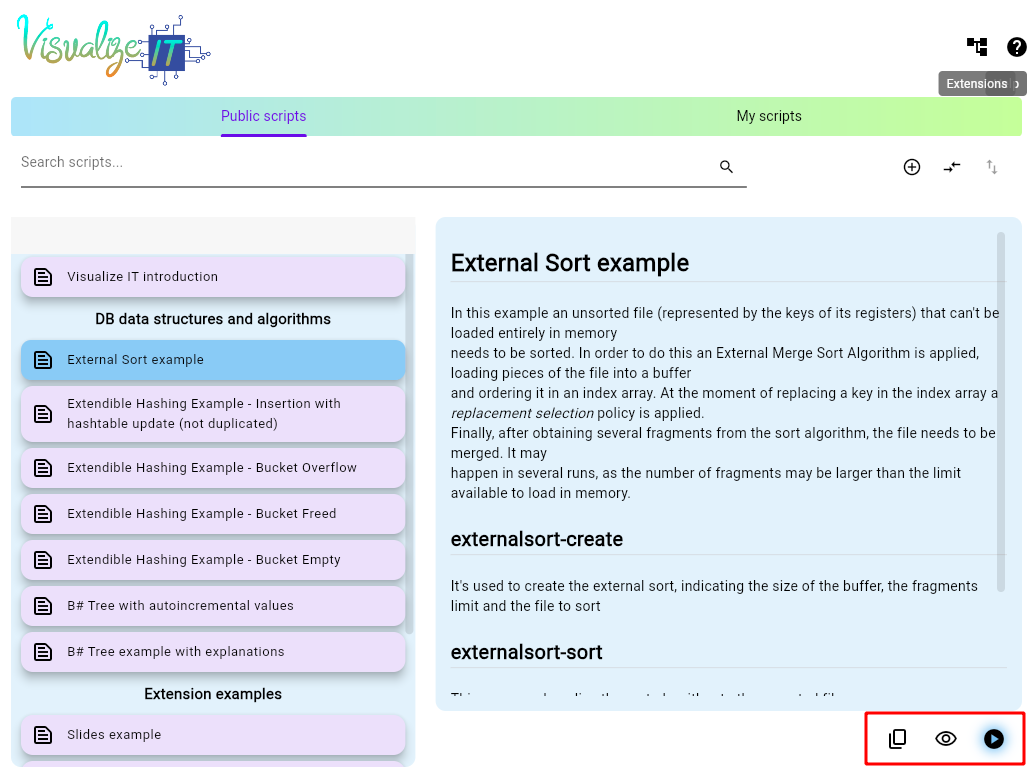 Visualize IT
Extensions
Public scripts
My scripts
Search scripts...
Visualize IT introduction
DB data structures and algorithms
External Sort example
Extendible Hashing Example - Insertion with
hashtable update (not duplicated)
Extendible Hashing Example - Bucket Overflow
Extendible Hashing Example - Bucket Freed
Extendible Hashing Example - Bucket Empty
B# Tree with autoincremental values
B# Tree example with explanations
Extension examples
Slides example
External Sort example
In this example an unsorted file (represented by the keys of its registers) that can't be
loaded entirely in memory
needs to be sorted. In order to do this an External Merge Sort Algorithm is applied,
loading pieces of the file into a buffer
and ordering it in an index array. At the moment of replacing a key in the index array a
replacement selection policy is applied.
Finally, after obtaining several fragments from the sort algorithm, the file needs to be
merged. It may
happen in several runs, as the number of fragments may be larger than the limit
available to load in memory.
externalsort-create
It's used to create the external sort, indicating the size of the buffer, the fragments
limit and the file to sort
externalsort-sort